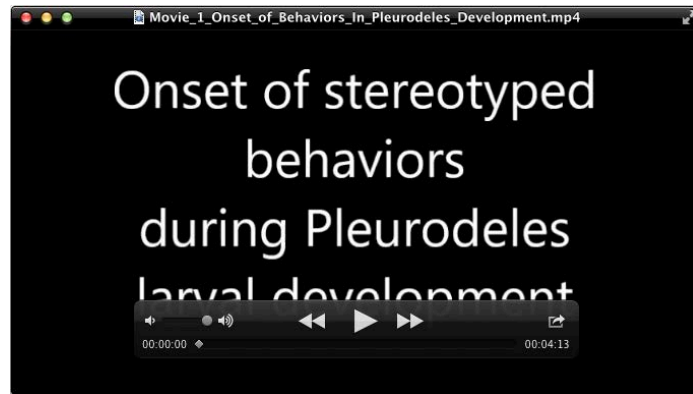 Movie_1_Onset_of_Behaviors_In_Pleurodeles_Development.mp4
Onset of stereotyped
behaviors
during Pleurodeles
larval development
00:00:00
00:04:13